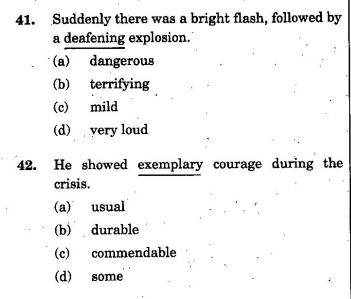 41. Suddenly there was a bright flash, followed by
a deafening explosion.
(a) dangerous
(b) terrifying
(c) mild
(d) very loud
42. He showed exemplary courage during the
crisis.
(a) usual
(b) durable
(c) commendable
(d) some